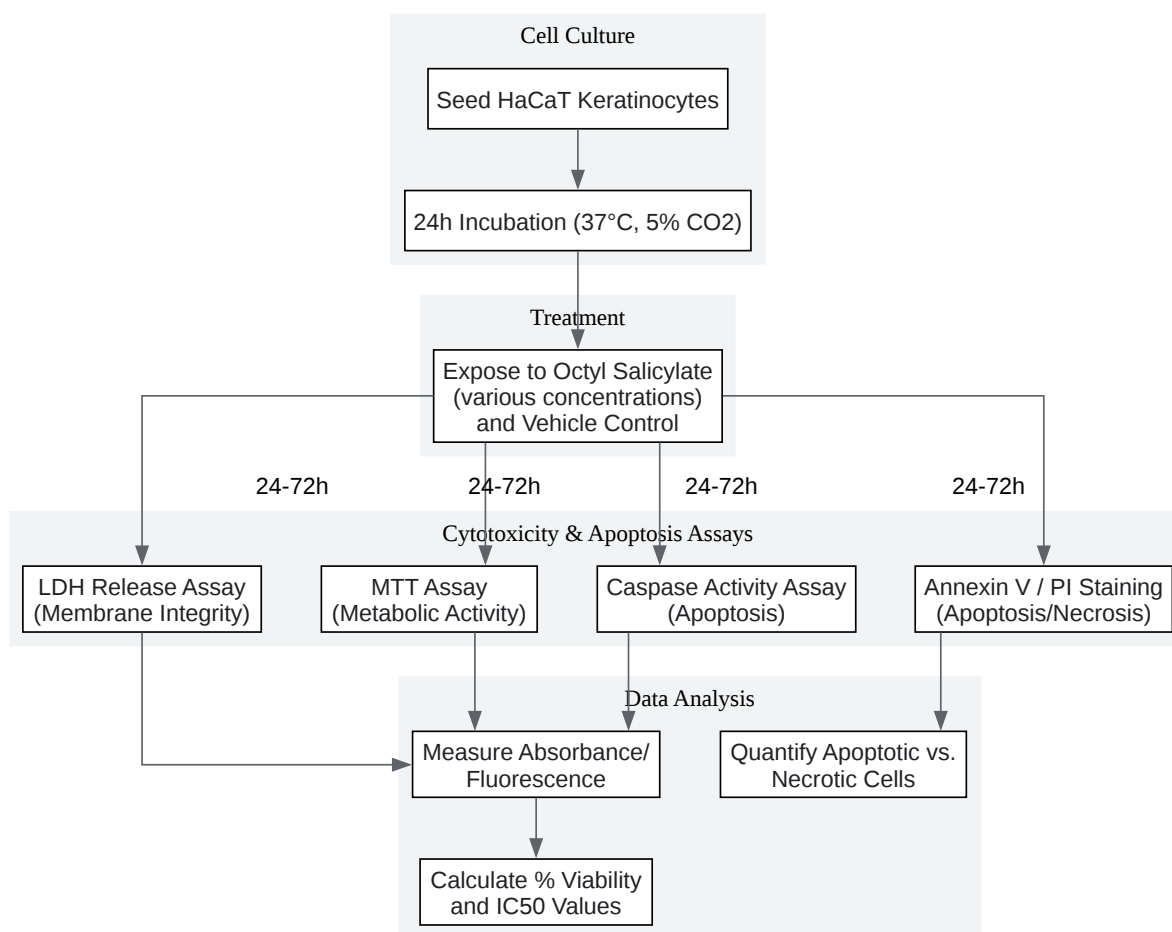 Cell Culture
Seed HaCaT Keratinocytes
24h Incubation (37°C, 5% CO2)
Treatment
Expose to Octyl Salicylate
(various concentrations)
and Vehicle Control
24-72h
24-72h
24-72h
24-72h
Cytotoxicity & Apoptosis Assays
LDH Release Assay
(Membrane Integrity)
MTT Assay
(Metabolic Activity)
Caspase Activity Assay
(Apoptosis)
Annexin V / PI Staining
(Apoptosis/Necrosis)
Data Analysis
Measure Absorbance/
Fluorescence
Quantify Apoptotic vs.
Necrotic Cells
Calculate % Viability
and IC50 Values